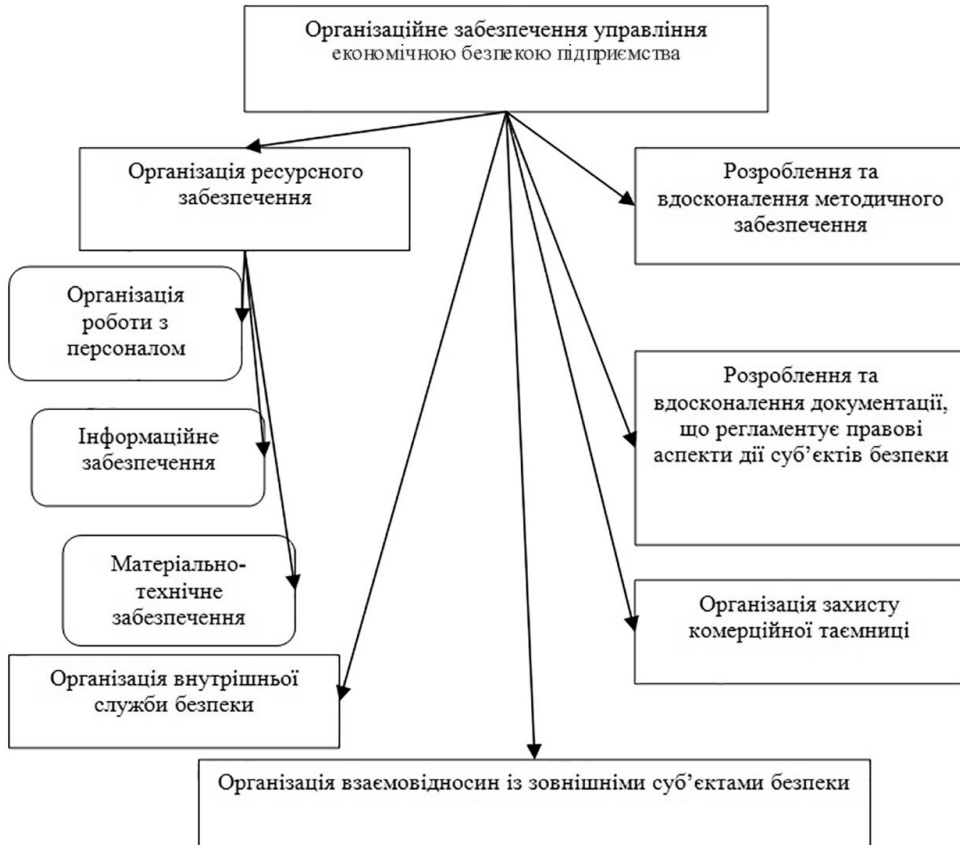 Організаційне забезпечення управління
економічною безпекою підприємства
Організація ресурсного
забезпечення
Розроблення та
вдосконалення методичного
забезпечення
Організація
роботи з
персоналом
Інформаційне
забезпечення
Розроблення та
вдосконалення документації,
що регламентує правові
аспекти дії суб’єктів безпеки
Матеріально-
технічне
забезпечення
Організація захисту
комерційної таємниці
Організація внутрішньої
служби безпеки
Організація взаємовідносин із зовнішніми суб’єктами безпеки